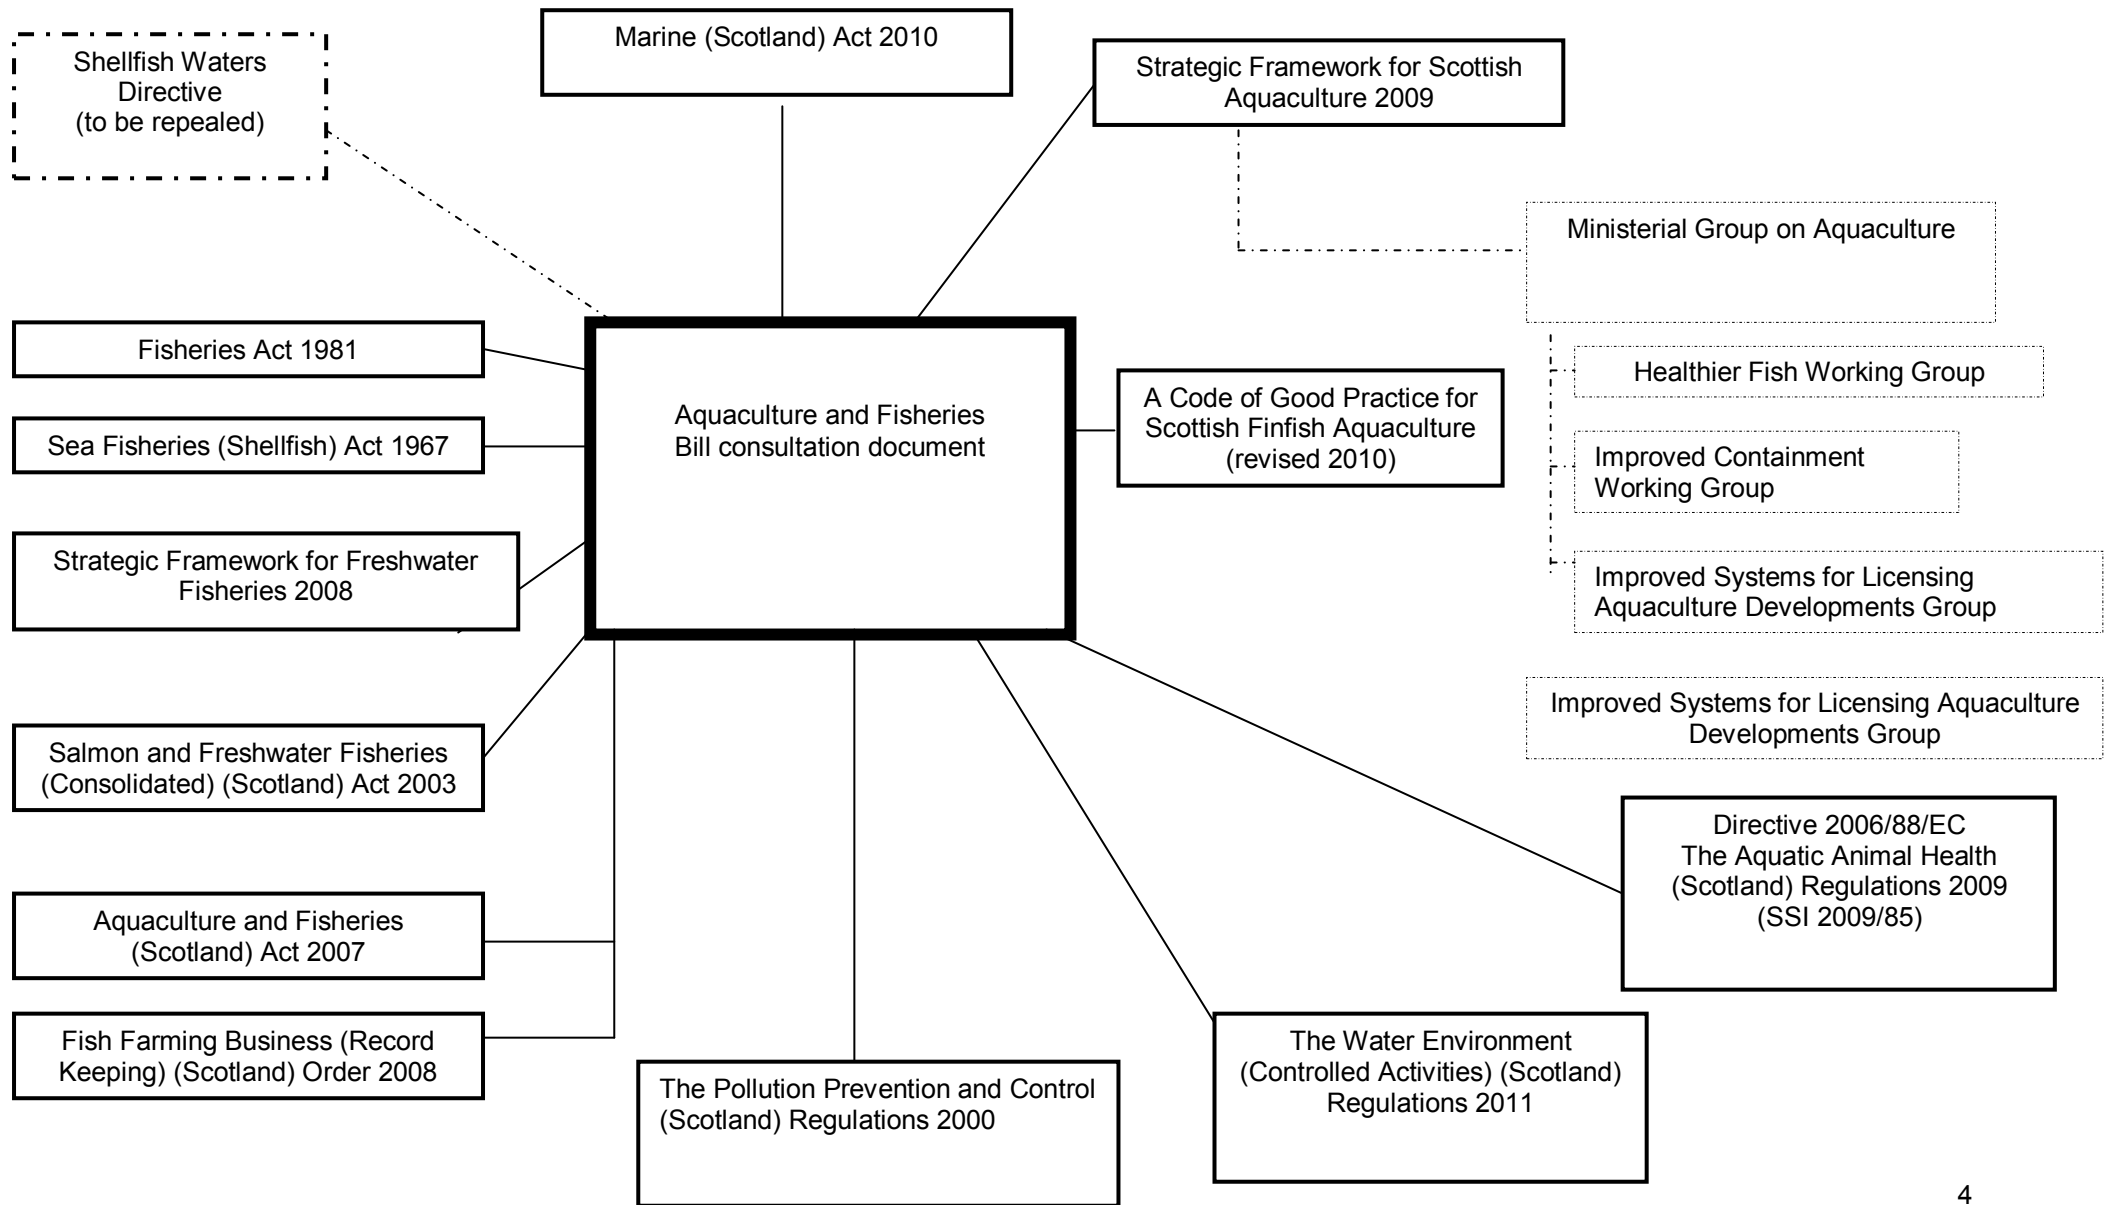 Shellfish Waters
Directive
(to be repealed)
Marine (Scotland) Act 2010
Strategic Framework for Scottish
Aquaculture 2009
Ministerial Group on Aquaculture
Fisheries Act 1981
Healthier Fish Working Group
Sea Fisheries (Shellfish) Act 1967
Aquaculture and Fisheries
Bill consultation document
A Code of Good Practice for
Scottish Finfish Aquaculture
(revised 2010)
Improved Containment
Working Group
Strategic Framework for Freshwater
Fisheries 2008
Improved Systems for Licensing
Aquaculture Developments Group
Improved Systems for Licensing Aquaculture
Developments Group
Salmon and Freshwater Fisheries
(Consolidated) (Scotland) Act 2003
Directive 2006/88/EC
The Aquatic Animal Health
(Scotland) Regulations 2009
(SSI 2009/85)
Aquaculture and Fisheries
(Scotland) Act 2007
Fish Farming Business (Record
Keeping) (Scotland) Order 2008
The Pollution Prevention and Control
(Scotland) Regulations 2000
The Water Environment
(Controlled Activities) (Scotland)
Regulations 2011
4